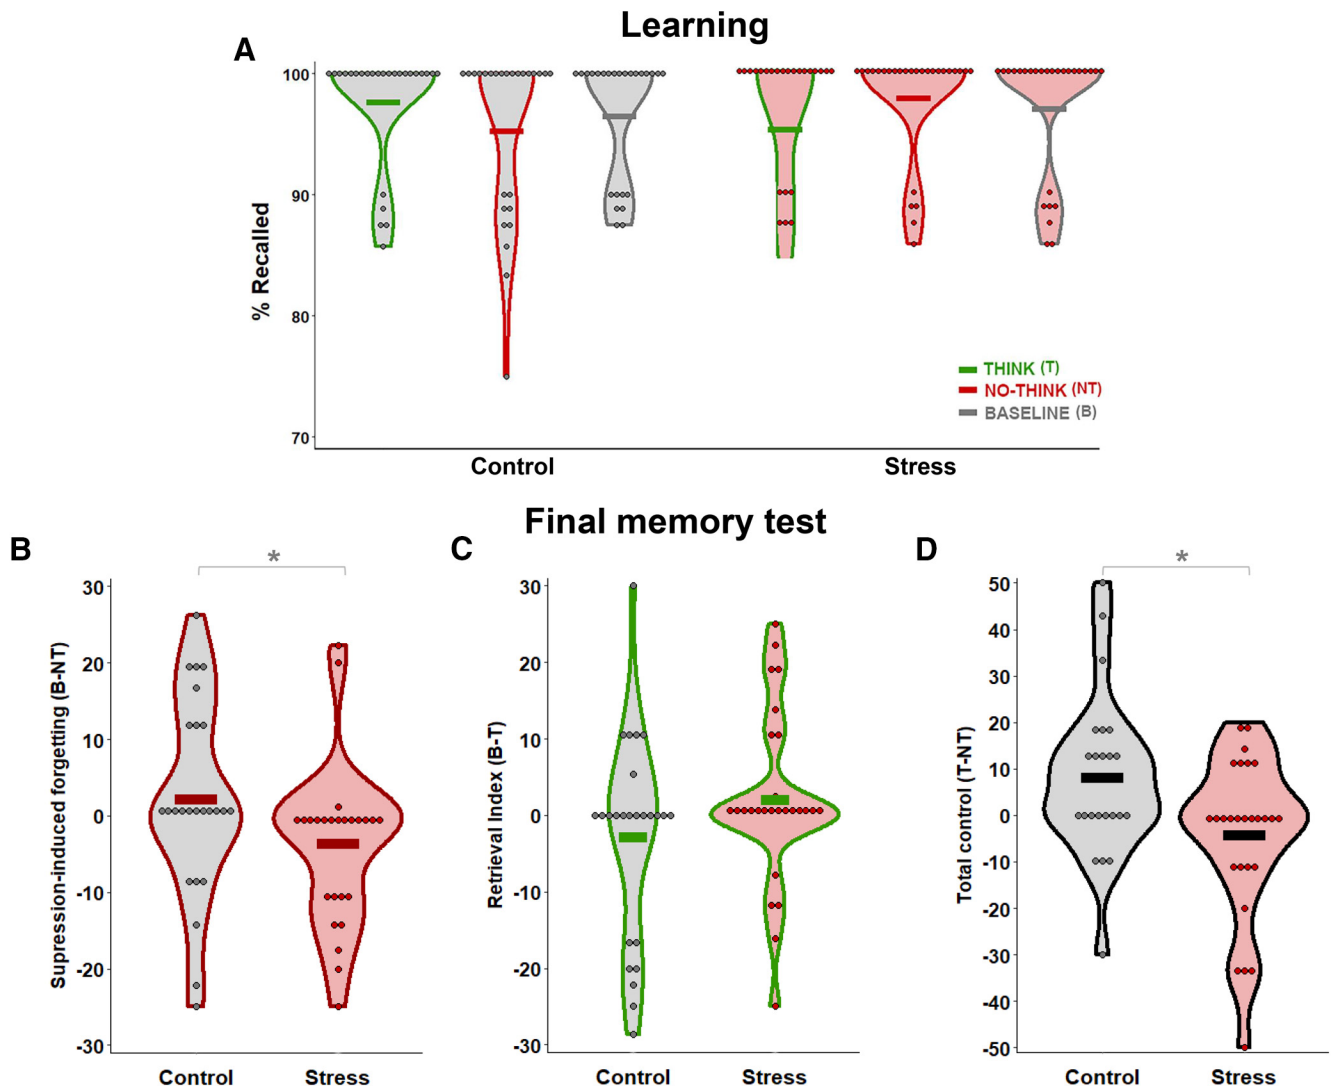 Learning
A
% Recalled
100
90
80
70
THINK (T)
NO-THINK (NT)
BASELINE (B)
Control
Stress
Final memory test
B
*
Supression-induced forgetting (B-NT)
30
20
10
0
-10
-20
-30
Control
Stress
C
Retrieval Index (B-T)
30
20
10
0
-10
-20
-30
Control
Stress
D
*
Total control (T-NT)
50
40
30
20
10
0
-10
-20
-30
-40
-50
Control
Stress